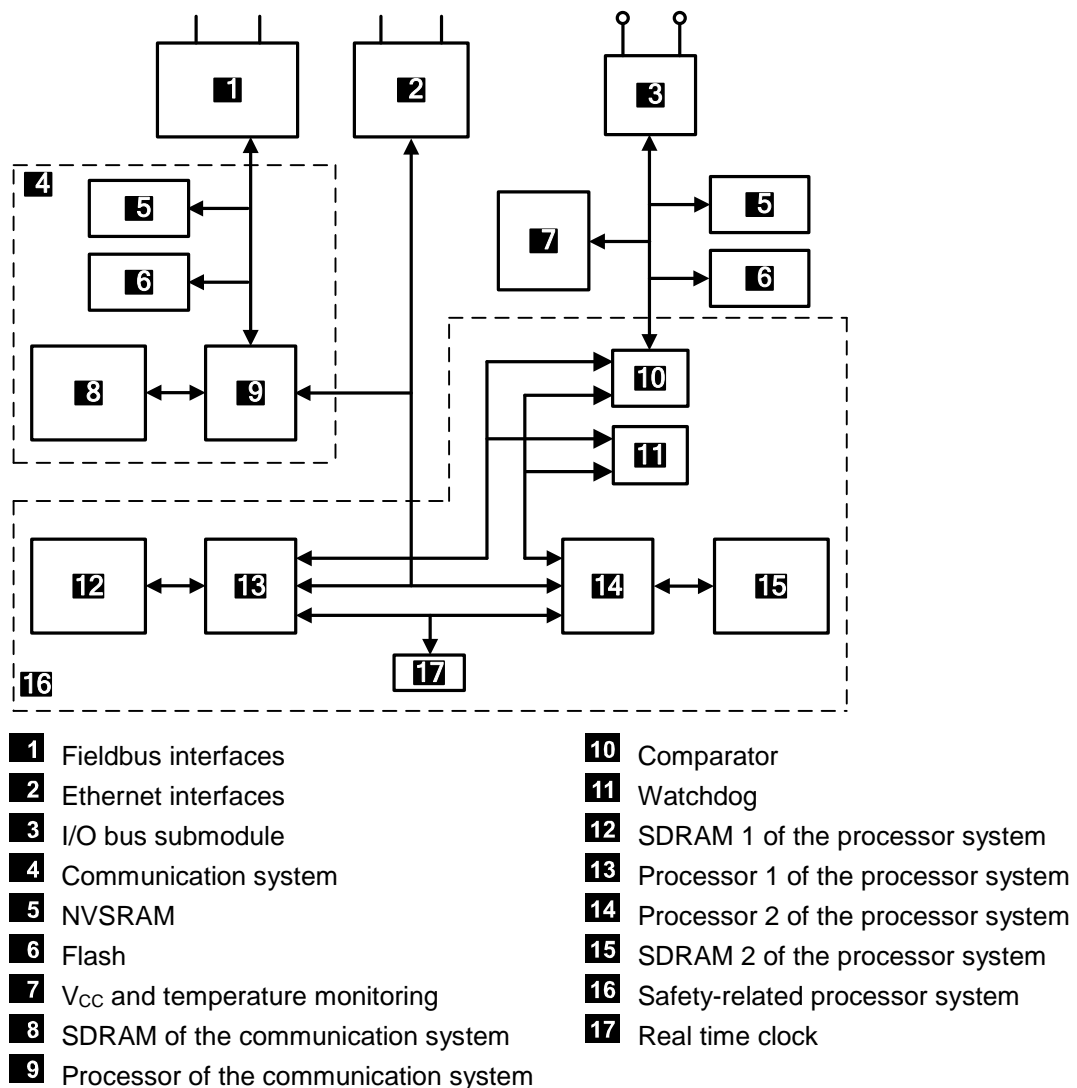 1
2
3
4
5
5
6
7
6
8
9
10
11
12
13
14
15
16
17
1 Fieldbus interfaces
2 Ethernet interfaces
3 I/O bus submodule
4 Communication system
5 NVSRAM
6 Flash
7 VCC and temperature monitoring
8 SDRAM of the communication system
9 Processor of the communication system
10 Comparator
11 Watchdog
12 SDRAM 1 of the processor system
13 Processor 1 of the processor system
14 Processor 2 of the processor system
15 SDRAM 2 of the processor system
16 Safety-related processor system
17 Real time clock